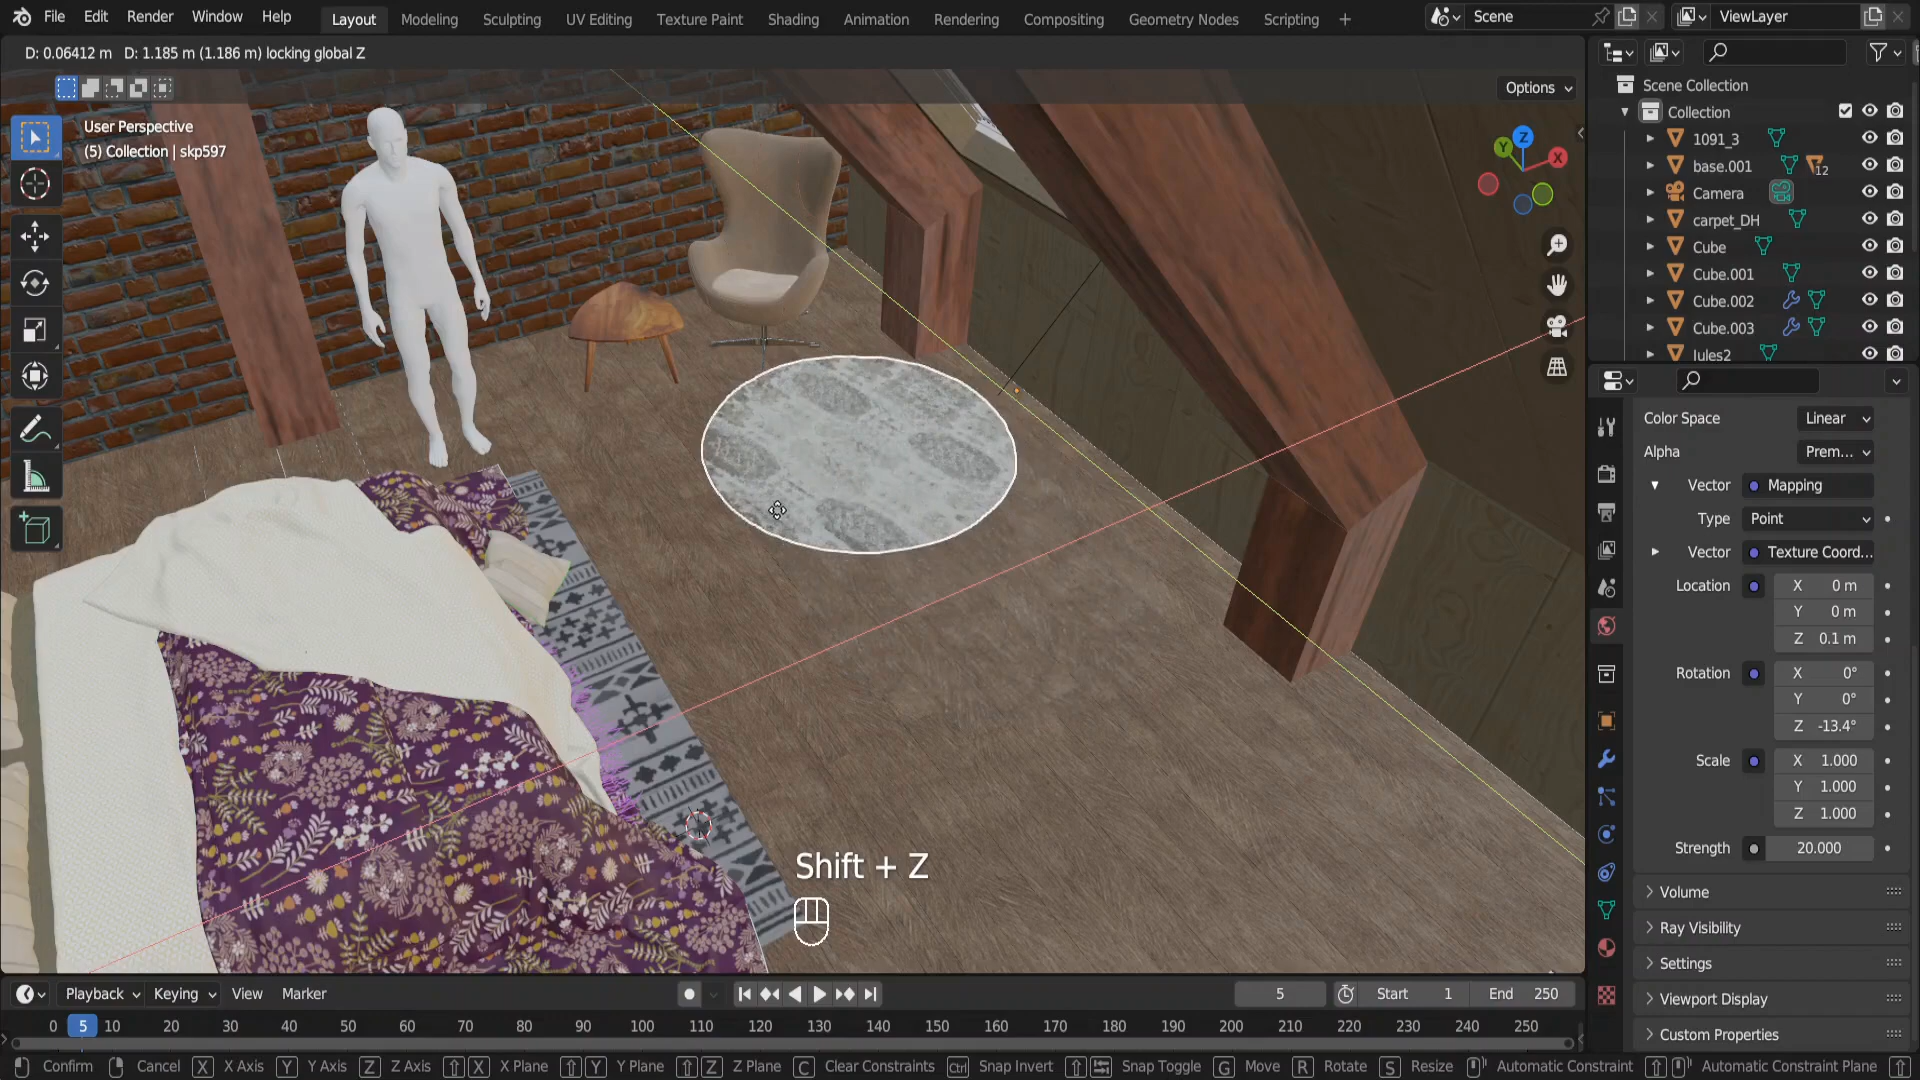 File Edit Render Window Help Layout Modeling Sculpting UV Editing Texture Paint Shading Animation Rendering Compositing Geometry Nodes Scripting + Scene ViewLayer
D: 0.06412 m D: 1.185 m (1.186 m) locking global Z
Options
User Perspective
(5) Collection | skp597
Z
Y
X
Scene Collection
Collection
1091_3
base.001
12
Camera
carpet_DH
Cube
Cube.001
Cube.002
Cube.003
Color Space Linear
Alpha Prem...
Vector Mapping
Type Point
Vector Texture Coord...
Location X 0 m
Y 0 m
Z 0.1 m
Rotation X 0°
Y 0°
Z -13.4°
Scale X 1.000
Y 1.000
Z 1.000
Strength 20.000
Volume
Ray Visibility
Settings
Viewport Display
Custom Properties
Shift + Z
Playback Keying View Marker 5 Start 1 End 250
0 5 10 20 30 40 50 60 70 80 90 100 110 120 130 140 150 160 170 180 190 200 210 220 230 240 250
Confirm Cancel X X Axis Y Y Axis Z Z Axis X X Plane Y Y Plane Z Z Plane C Clear Constraints Ctrl Snap Invert Snap Toggle G Move R Rotate S Resize Automatic Constraint Automatic Constraint Plane